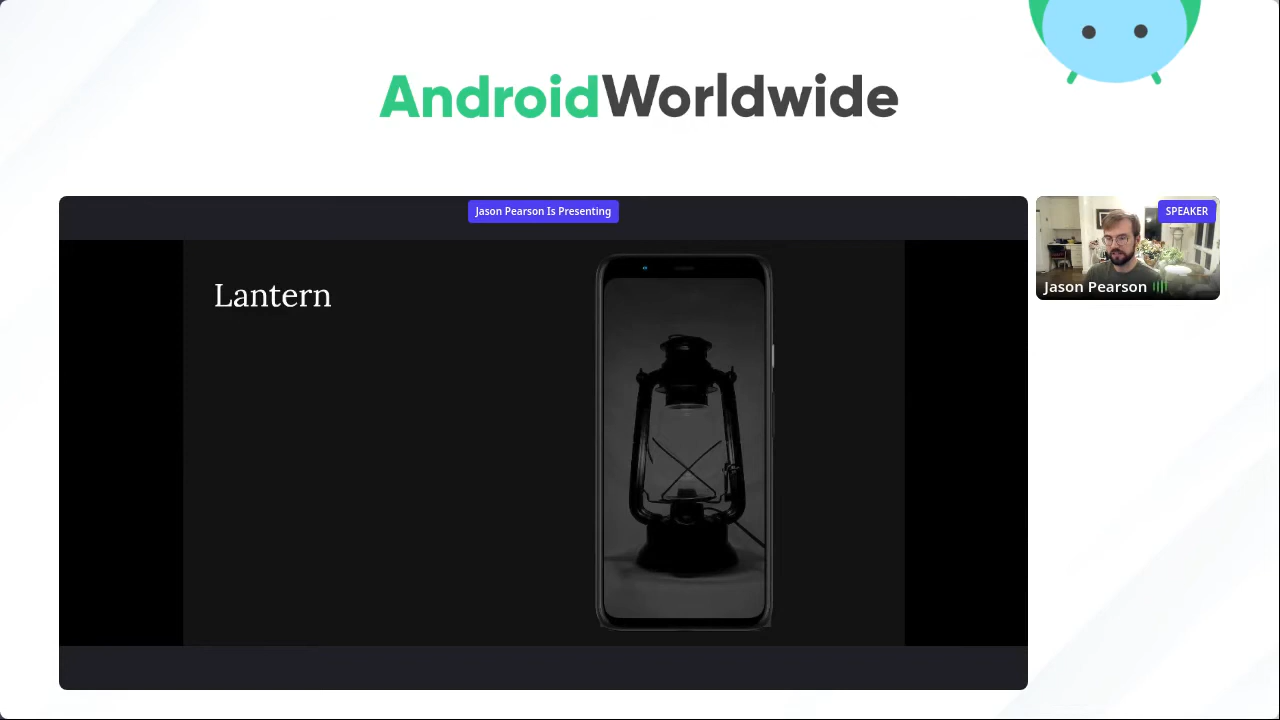 AndroidWorldwide
Jason Pearson Is Presenting
SPEAKER
Lantern
Jason Pearson